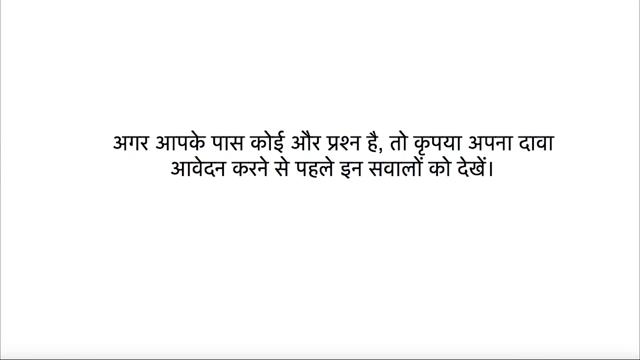 अगर आपके पास कोई और प्रश्न है, तो कृपया अपना दावा
आवेदन करने से पहले इन सवालों को देखें।